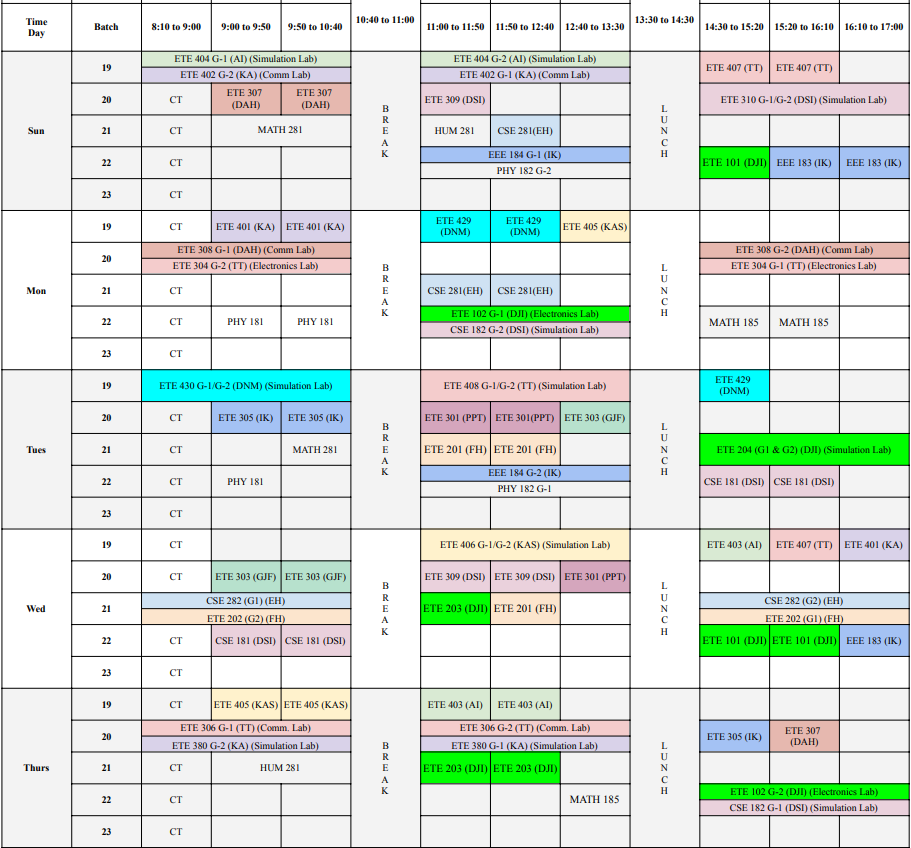 Time Day Batch 8:10 to 9:00 9:00 to 9:50 9:50 to 10:40 10:40 to 11:00 11:00 to 11:50 11:50 to 12:40 12:40 to 13:30 13:30 to 14:30 14:30 to 15:20 15:20 to 16:10 16:10 to 17:00
Sun
BREAK
LUNCH
19 ETE 404 G-1 (AI) (Simulation Lab) ETE 404 G-2 (AI) (Simulation Lab) ETE 407 (TT) ETE 407 (TT)
ETE 402 G-2 (KA) (Comm Lab) ETE 402 G-1 (KA) (Comm Lab)
20 CT ETE 307 (DAH) ETE 307 (DAH) ETE 309 (DSI) ETE 310 G-1/G-2 (DSI) (Simulation Lab)
21 CT MATH 281 HUM 281 CSE 281(EH)
22 CT EEE 184 G-1 (IK) ETE 101 (DJI) EEE 183 (IK) EEE 183 (IK)
PHY 182 G-2
23 CT
Mon
BREAK
LUNCH
19 CT ETE 401 (KA) ETE 401 (KA) ETE 429 (DNM) ETE 429 (DNM) ETE 405 (KAS)
20 ETE 308 G-1 (DAH) (Comm Lab) ETE 308 G-2 (DAH) (Comm Lab)
ETE 304 G-2 (TT) (Electronics Lab) ETE 304 G-1 (TT) (Electronics Lab)
21 CT CSE 281(EH) CSE 281(EH)
22 CT PHY 181 PHY 181 ETE 102 G-1 (DJI) (Electronics Lab) MATH 185 MATH 185
CSE 182 G-2 (DSI) (Simulation Lab)
23 CT
Tues
BREAK
LUNCH
19 ETE 430 G-1/G-2 (DNM) (Simulation Lab) ETE 408 G-1/G-2 (TT) (Simulation Lab) ETE 429 (DNM)
20 CT ETE 305 (IK) ETE 305 (IK) ETE 301 (PPT) ETE 301(PPT) ETE 303 (GJF)
21 CT MATH 281 ETE 201 (FH) ETE 201 (FH) ETE 204 (G1 & G2) (DJI) (Simulation Lab)
22 CT PHY 181 EEE 184 G-2 (IK) CSE 181 (DSI) CSE 181 (DSI)
PHY 182 G-1
23 CT
Wed
BREAK
LUNCH
19 CT ETE 406 G-1/G-2 (KAS) (Simulation Lab) ETE 403 (AI) ETE 407 (TT) ETE 401 (KA)
20 CT ETE 303 (GJF) ETE 303 (GJF) ETE 309 (DSI) ETE 309 (DSI) ETE 301 (PPT)
21 CSE 282 (G1) (EH) ETE 203 (DJI) ETE 201 (FH) CSE 282 (G2) (EH)
ETE 202 (G2) (FH) ETE 202 (G1) (FH)
22 CT CSE 181 (DSI) CSE 181 (DSI) ETE 101 (DJI) ETE 101 (DJI) EEE 183 (IK)
23 CT
Thurs
BREAK
LUNCH
19 CT ETE 405 (KAS) ETE 405 (KAS) ETE 403 (AI) ETE 403 (AI)
20 ETE 306 G-1 (TT) (Comm. Lab) ETE 306 G-2 (TT) (Comm. Lab) ETE 305 (IK) ETE 307 (DAH)
ETE 380 G-2 (KA) (Simulation Lab) ETE 380 G-1 (KA) (Simulation Lab)
21 CT HUM 281 ETE 203 (DJI) ETE 203 (DJI)
22 CT MATH 185 ETE 102 G-2 (DJI) (Electronics Lab)
CSE 182 G-1 (DSI) (Simulation Lab)
23 CT